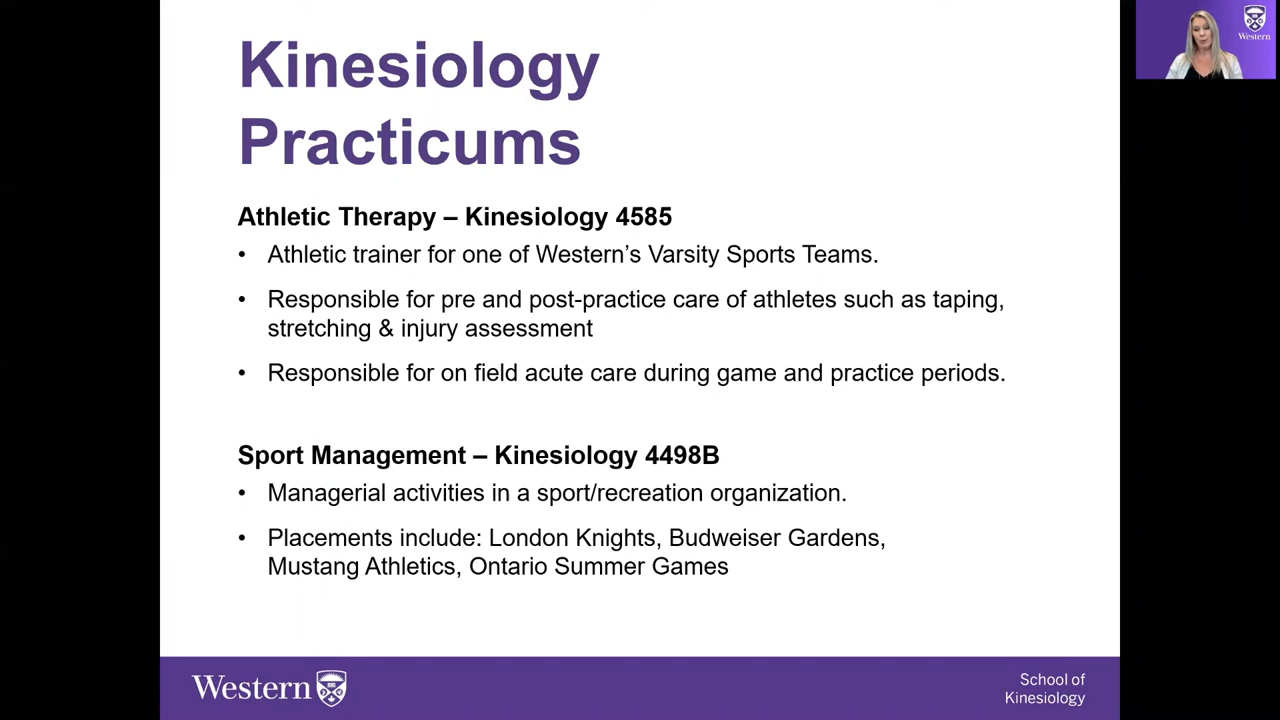 Kinesiology
Practicums
Athletic Therapy – Kinesiology 4585
• Athletic trainer for one of Western’s Varsity Sports Teams.
• Responsible for pre and post-practice care of athletes such as taping,
stretching & injury assessment
• Responsible for on field acute care during game and practice periods.
Sport Management – Kinesiology 4498B
• Managerial activities in a sport/recreation organization.
• Placements include: London Knights, Budweiser Gardens,
Mustang Athletics, Ontario Summer Games
Western
School of
Kinesiology
Western